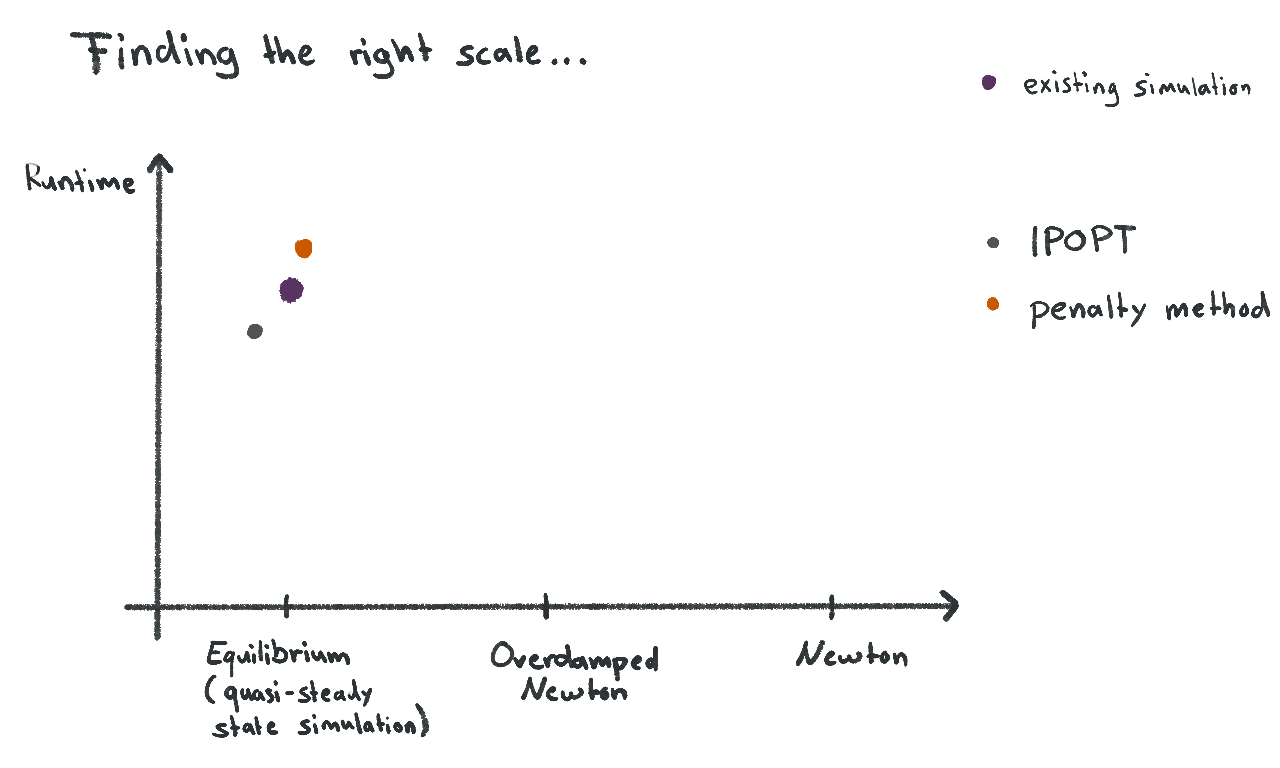 Finding the right scale...
existing simulation
Runtime
IPOPT
penalty method
Equilibrium
(quasi-steady
state simulation)
Overdamped
Newton
Newton